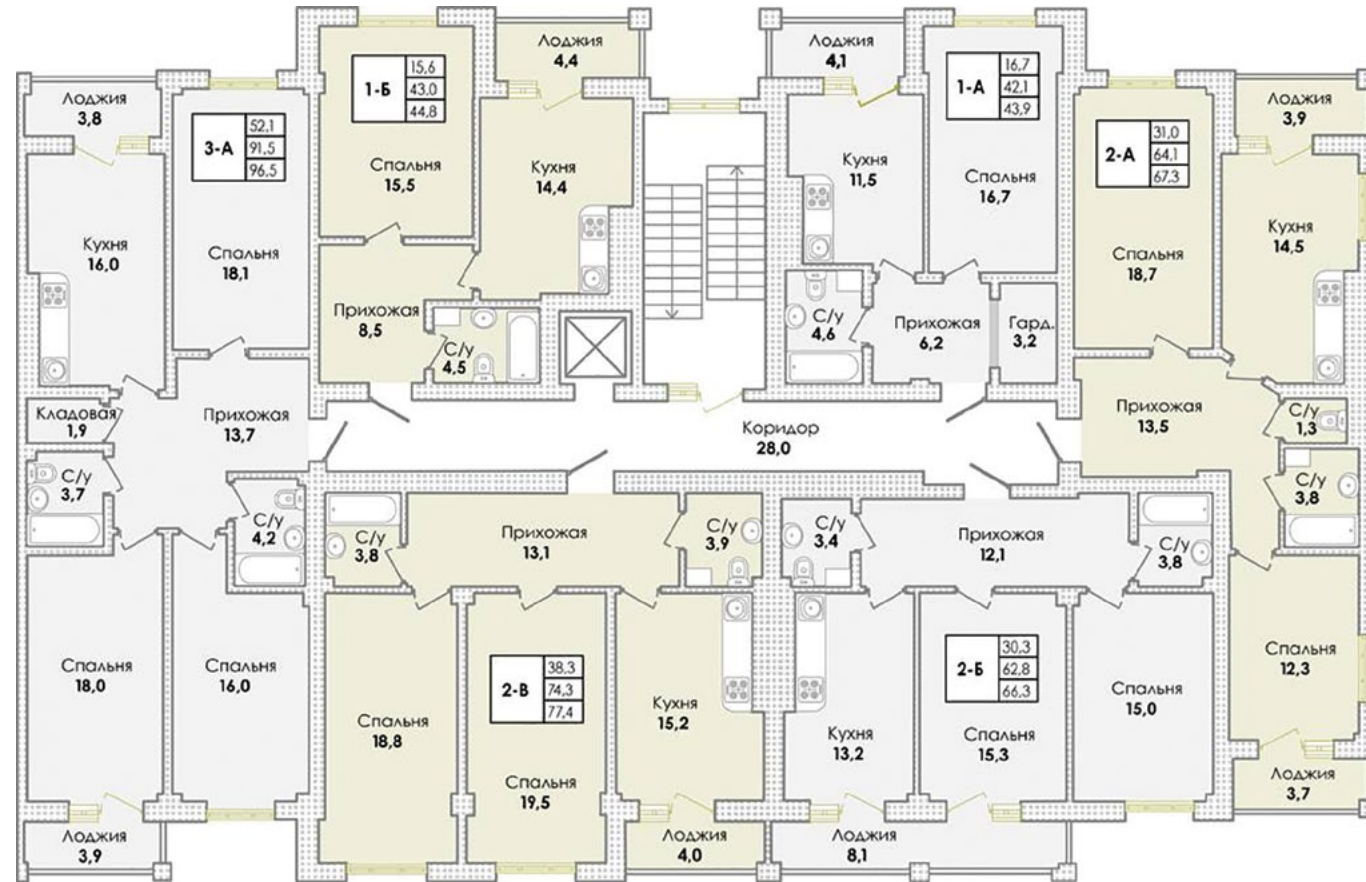 Лоджия
3,8
3-А
52,1
91,5
96,5
Кухня
16,0
Спальня
18,1
Кладовая
1,9
Прихожая
13,7
С/у
3,7
С/у
4,2
Спальня
18,0
Спальня
16,0
Лоджия
3,9
1-Б
15,6
43,0
44,8
Лоджия
4,4
Спальня
15,5
Кухня
14,4
Прихожая
8,5
С/у
4,5
Лоджия
4,1
1-А
16,7
42,1
43,9
Кухня
11,5
Спальня
16,7
С/у
4,6
Прихожая
6,2
Гард.
3,2
2-А
31,0
64,1
67,3
Лоджия
3,9
Спальня
18,7
Кухня
14,5
Прихожая
13,5
С/у
1,3
С/у
3,8
Спальня
12,3
Лоджия
3,7
Коридор
28,0
С/у
3,8
Прихожая
13,1
С/у
3,9
Спальня
18,8
2-В
38,3
74,3
77,4
Спальня
19,5
Кухня
15,2
Лоджия
4,0
С/у
3,4
Прихожая
12,1
С/у
3,8
Кухня
13,2
2-Б
30,3
62,8
66,3
Спальня
15,3
Спальня
15,0
Лоджия
8,1